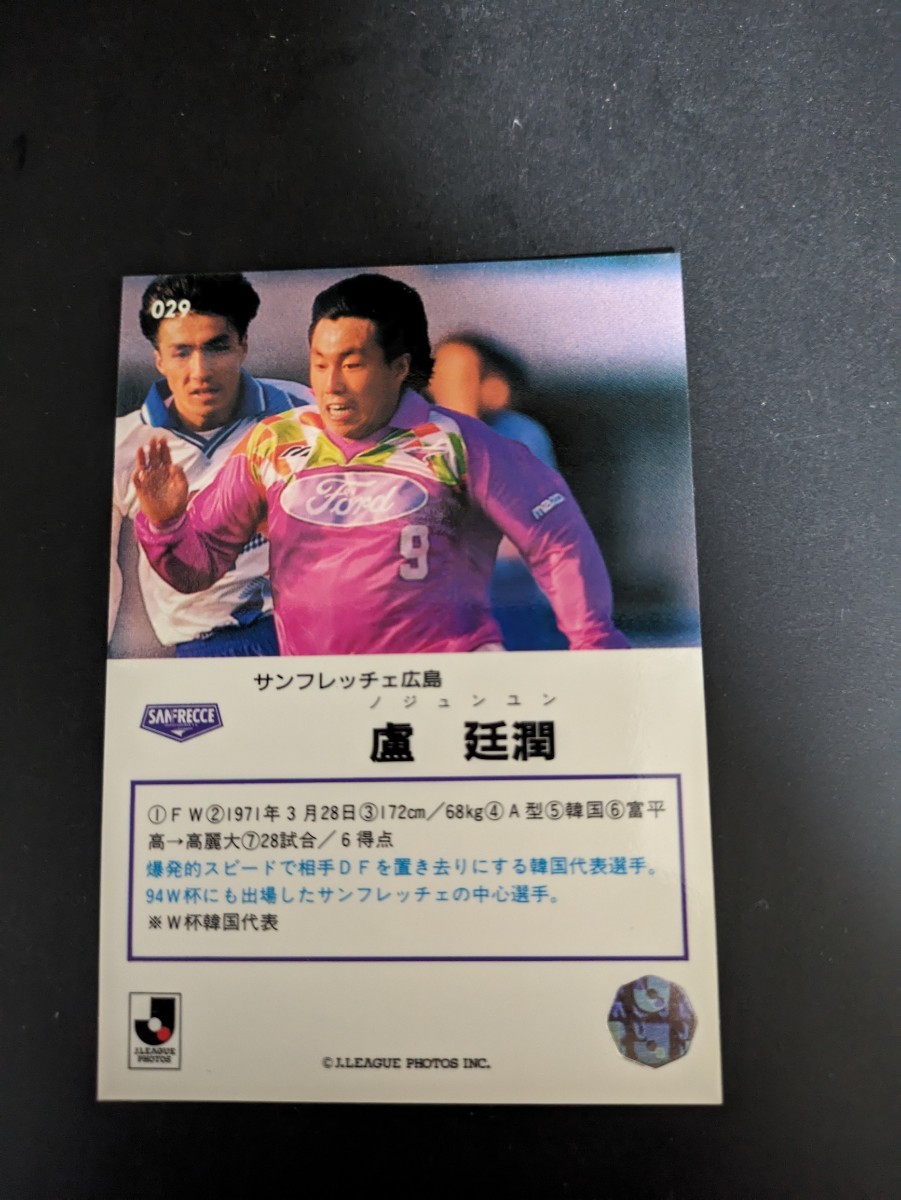 029
Ford
9
サンフレッチェ広島
ノ ジュンユン
SANFRECCE
盧 廷潤
①FW②1971年3月28日③172cm/68kg④A型⑤韓国⑥富平
高→高麗大⑦28試合/6得点
爆発的スピードで相手DFを置き去りにする韓国代表選手。
94W杯にも出場したサンフレッチェの中心選手。
※W杯韓国代表
J.LEAGUE
PHOTOS
©J.LEAGUE PHOTOS INC.